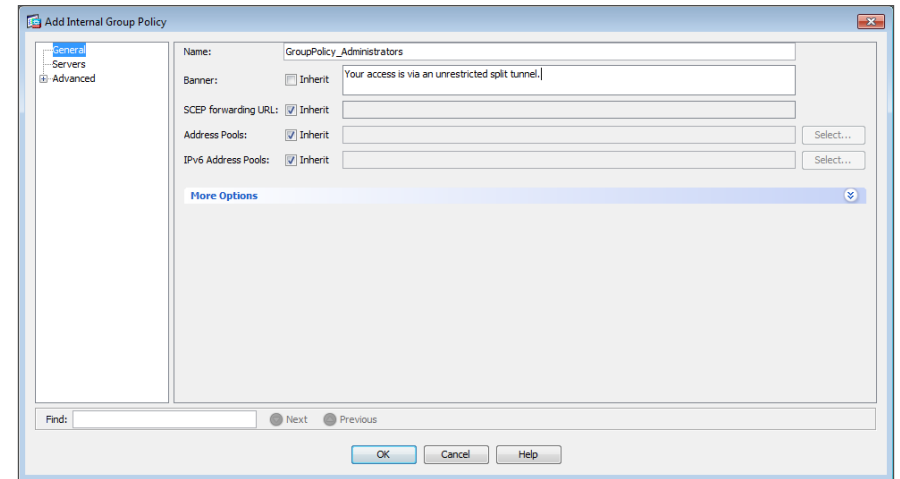 Add Internal Group Policy
General
Servers
Advanced
Name: GroupPolicy_Administrators
Banner: Inherit Your access is via an unrestricted split tunnel.
SCEP forwarding URL: Inherit
Address Pools: Inherit Select...
IPv6 Address Pools: Inherit Select...
More Options
Find: Next Previous
OK Cancel Help